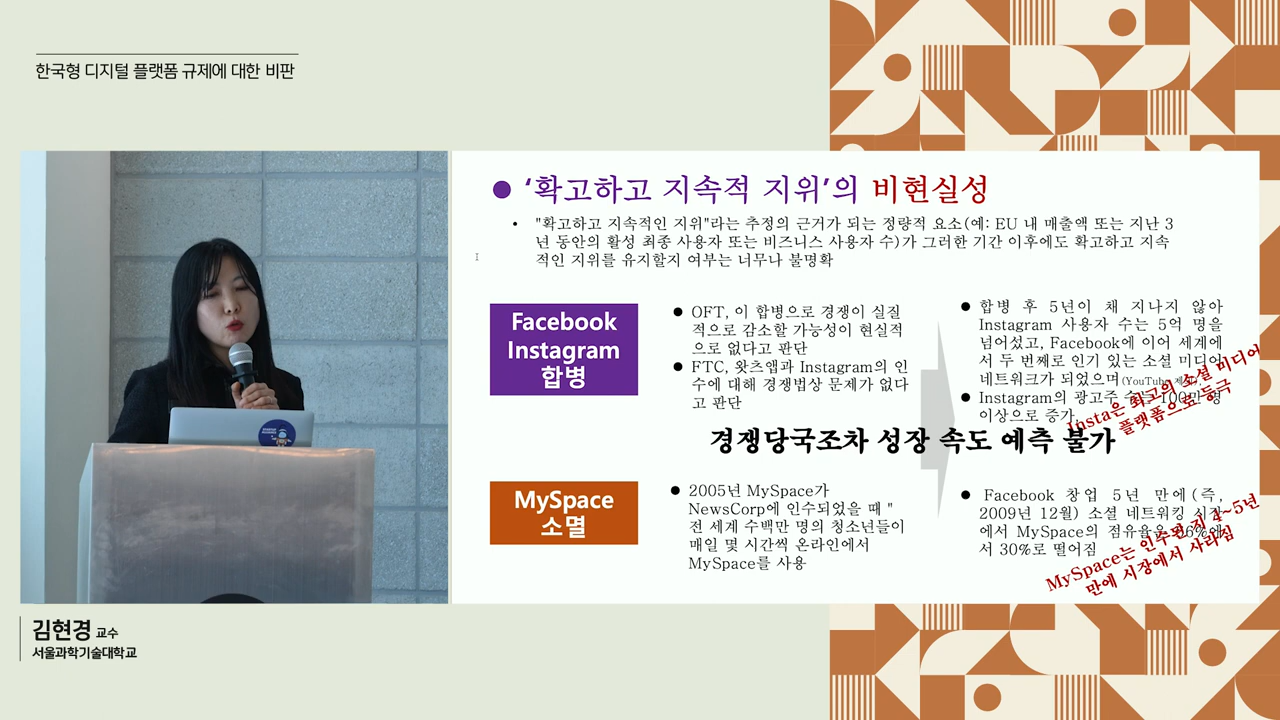 한국형 디지털 플랫폼 규제에 대한 비판
● ‘확고하고 지속적 지위’의 비현실성
• "확고하고 지속적인 지위"라는 추정의 근거가 되는 정량적 요소(예: EU 내 매출액 또는 지난 3
년 동안의 활성 최종 사용자 또는 비즈니스 사용자 수)가 그러한 기간 이후에도 확고하고 지속
적인 지위를 유지할지 여부는 너무나 불명확
Facebook
Instagram
합병
● OFT, 이 합병으로 경쟁이 실질
적으로 감소할 가능성이 현실적
으로 없다고 판단
● FTC, 왓츠앱과 Instagram의 인
수에 대해 경쟁법상 문제가 없다
고 판단
● 합병 후 5년이 채 지나지 않아
Instagram 사용자 수는 5억 명을
넘어섰고, Facebook에 이어 세계에
서 두 번째로 인기 있는 소셜 미디어
네트워크가 되었으며(YouTube
● Instagram의 광고주 수는 100만 명
이상으로 증가
Insta은 최고의 소셜 미디어
플랫폼으로 등극
경쟁당국조차 성장 속도 예측 불가
MySpace
소멸
● 2005년 MySpace가
NewsCorp에 인수되었을 때 "
전 세계 수백만 명의 청소년들이
매일 몇 시간씩 온라인에서
MySpace를 사용
● Facebook 창업 5년 만에(즉,
2009년 12월) 소셜 네트워킹 시장
에서 MySpace의 점유율은
서 30%로 떨어짐
MySpace는 인수된 지
만에 시장에서 사라짐
김현경 교수
서울과학기술대학교